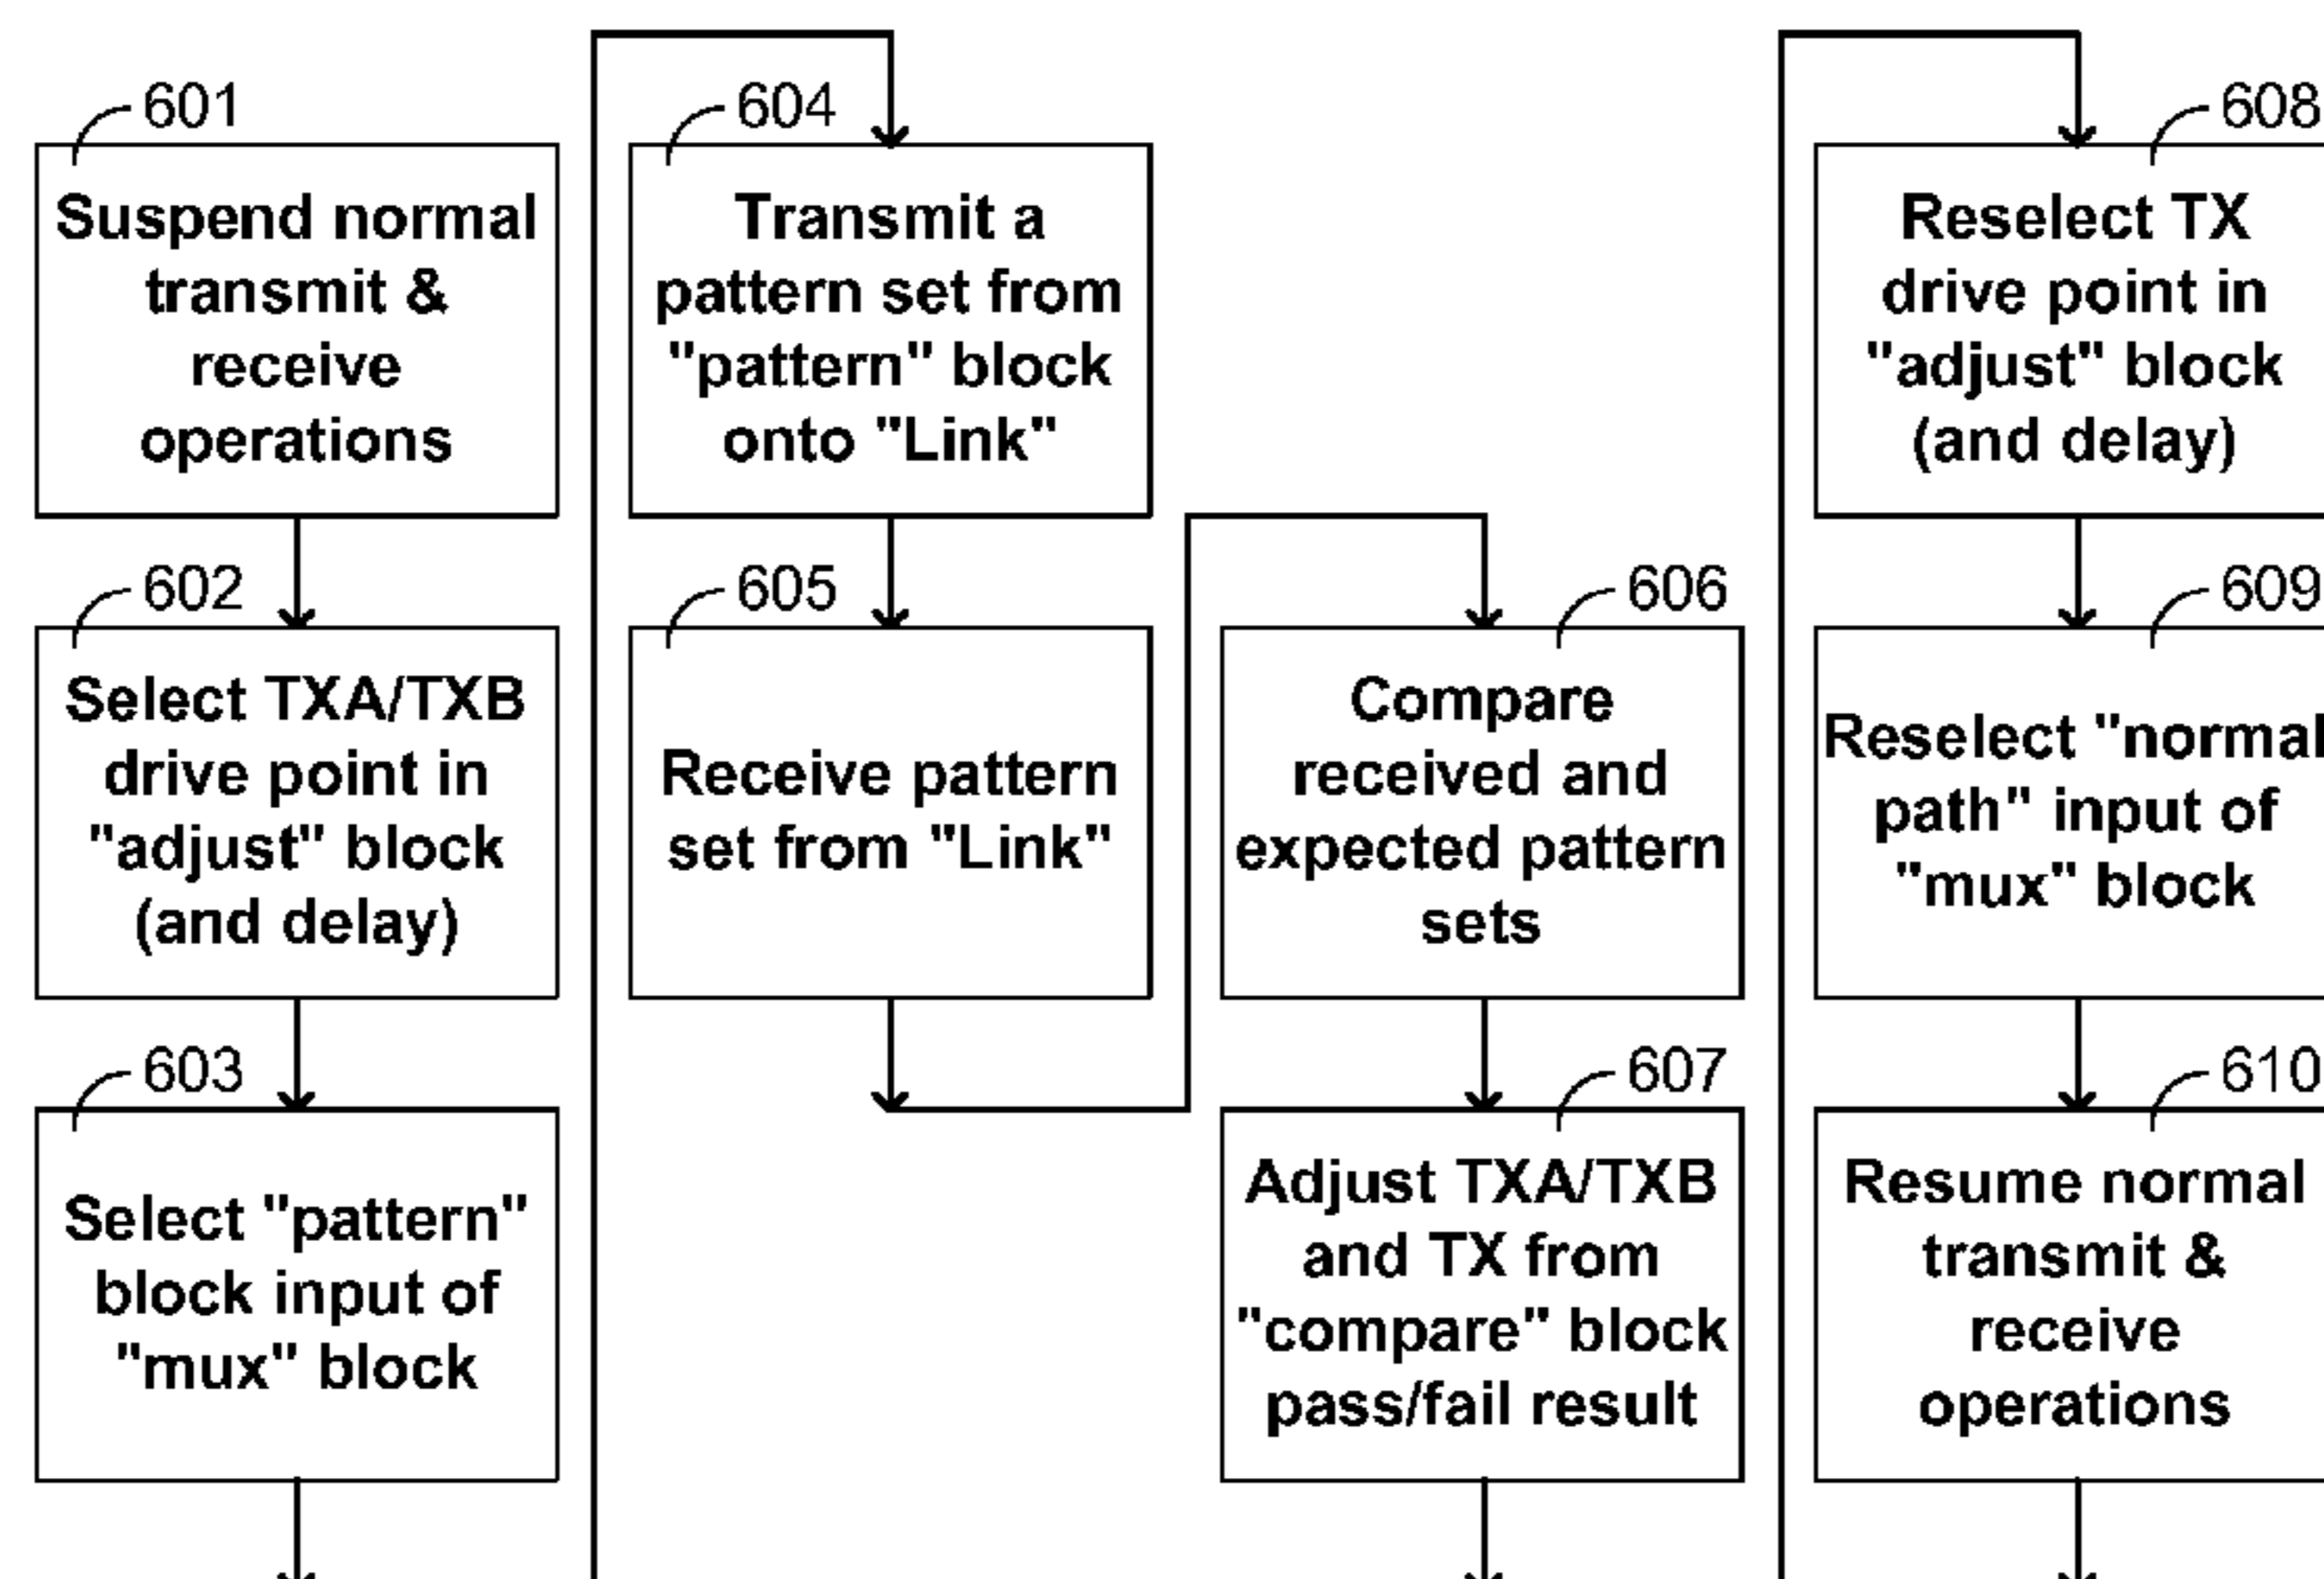 601
Suspend normal
transmit &
receive
operations
602
Select TXA/TXB
drive point in
"adjust" block
(and delay)
603
Select "pattern"
block input of
"mux" block
604
Transmit a
pattern set from
"pattern" block
onto "Link"
605
Receive pattern
set from "Link"
606
Compare
received and
expected pattern
sets
607
Adjust TXA/TXB
and TX from
"compare" block
pass/fail result
608
Reselect TX
drive point in
"adjust" block
(and delay)
609
Reselect "normal
path" input of
"mux" block
610
Resume normal
transmit &
receive
operations